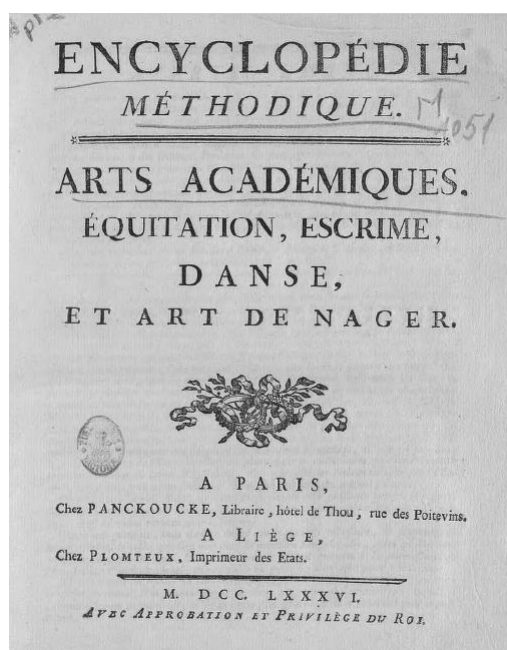 ENCYCLOPÉDIE
MÉTHODIQUE.
M
1051
ARTS ACADÉMIQUES.
ÉQUITATION, ESCRIME,
DANSE,
ET ART DE NAGER.
A PARIS,
Chez PANCKOUCKE, Libraire, hôtel de Thou, rue des Poitevins.
A LIÈGE,
Chez PLOMTEUX, Imprimeur des Etats.
M. DCC. LXXXVI.
AVEC APPROBATION ET PRIVILÈGE DU ROI.